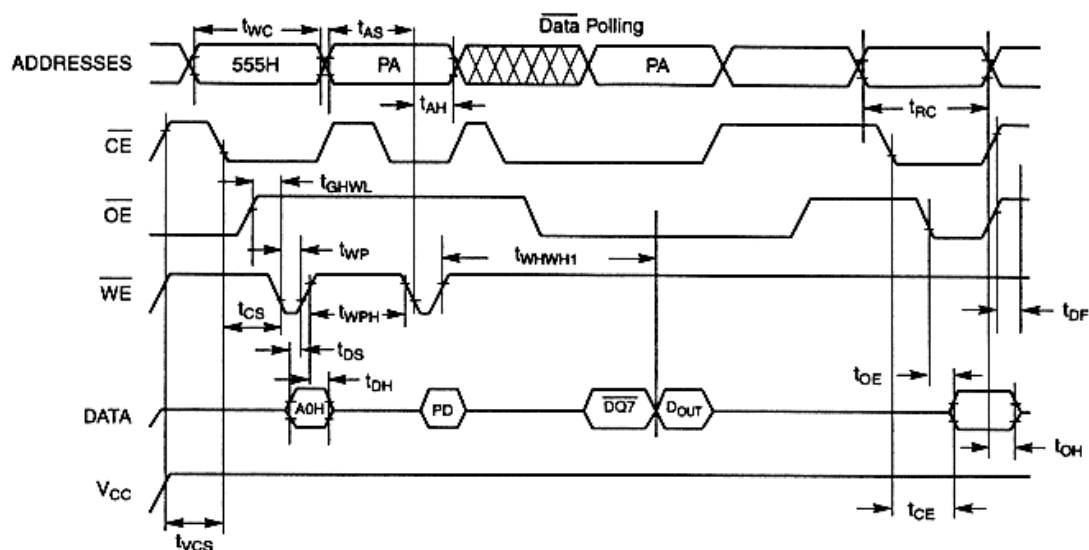 Data Polling
tWC
tAS
ADDRESSES
555H
PA
PA
tAH
tRC
CE
tGHWL
OE
tWP
tWHWH1
WE
tCS
tWPH
tDF
tDS
tDH
tOE
DATA
A0H
PD
DQ7
DOUT
tOH
VCC
tCE
tVCS